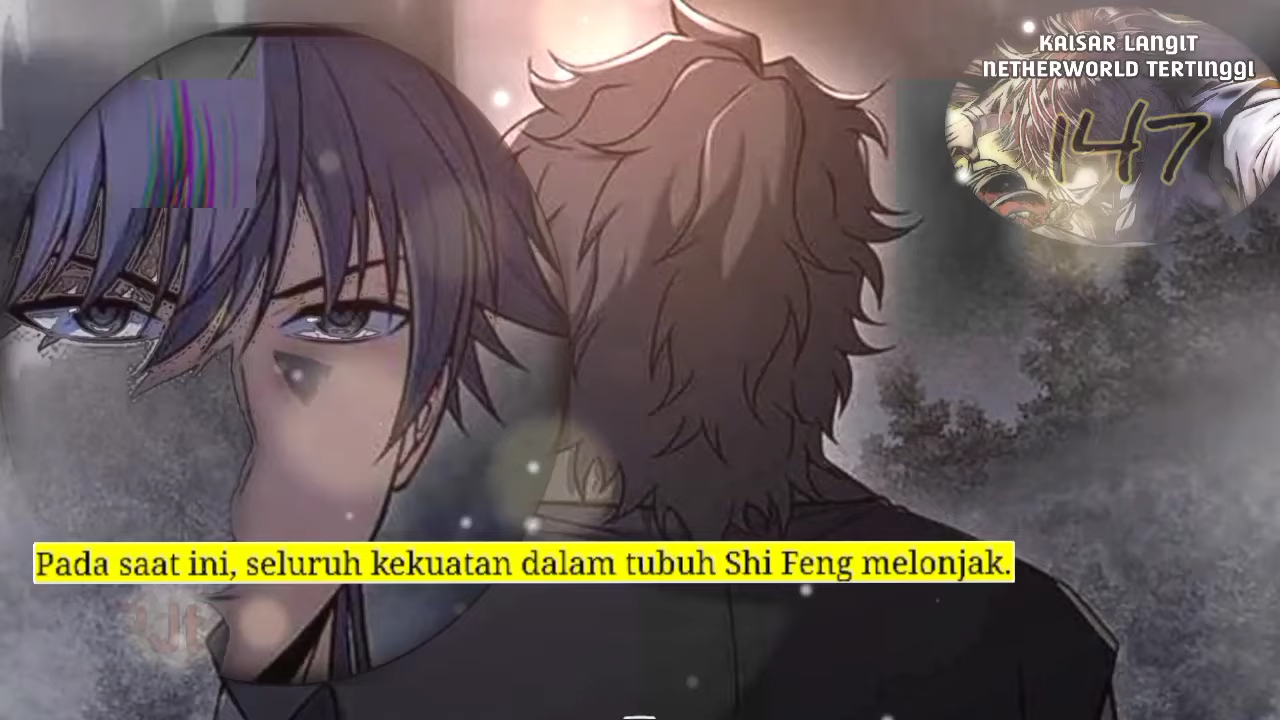 KAISAR LANGIT
NETHERWORLD TERTINGGI
147
Pada saat ini, seluruh kekuatan dalam tubuh Shi Feng melonjak.